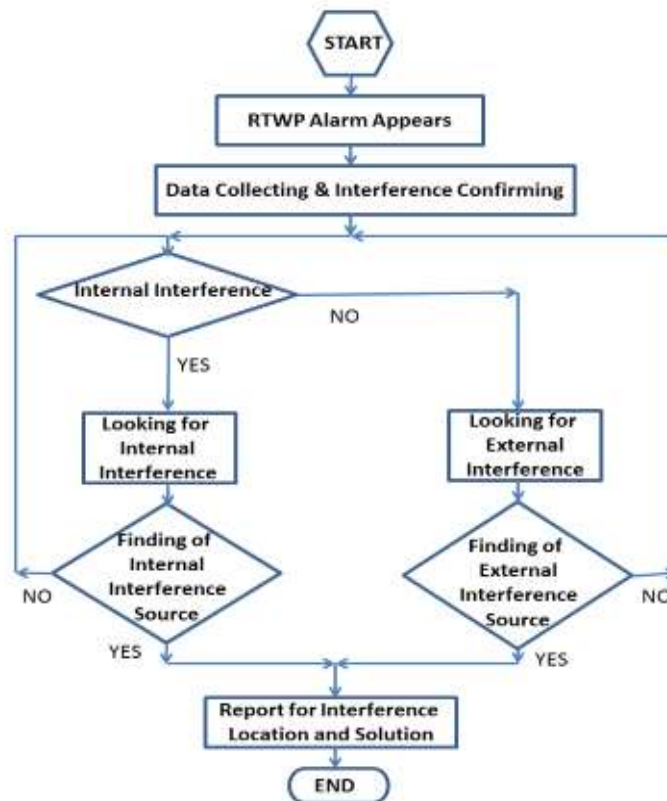 START
RTWP Alarm Appears
Data Collecting & Interference Confirming
Internal Interference
NO
YES
Looking for
Internal
Interference
Looking for
External
Interference
Finding of
Internal
Interference
Source
Finding of
External
Interference
Source
NO
NO
YES
YES
Report for Interference
Location and Solution
END